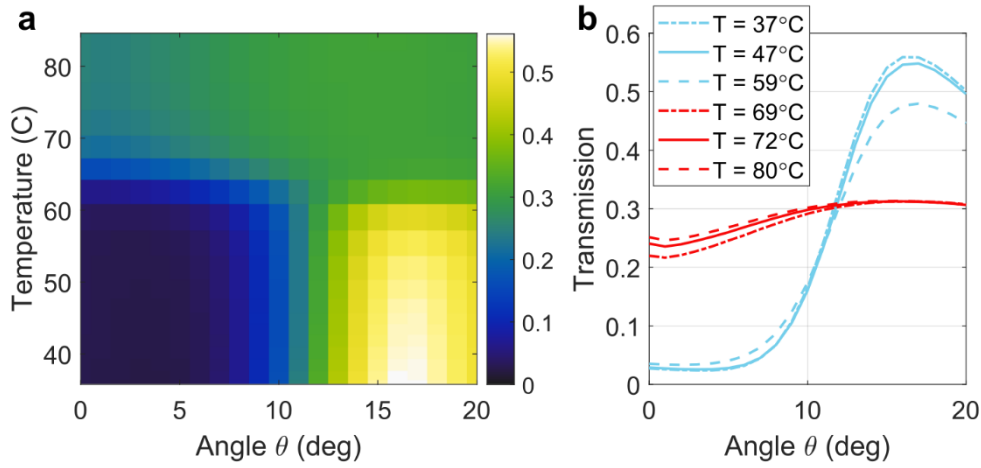 a
80
70
60
50
40
Temperature (C)
0
5
10
15
20
Angle θ (deg)
0.5
0.4
0.3
0.2
0.1
0
b
T = 37°C
T = 47°C
T = 59°C
T = 69°C
T = 72°C
T = 80°C
0.6
0.5
0.4
0.3
0.2
0.1
0
Transmission
0
10
20
Angle θ (deg)